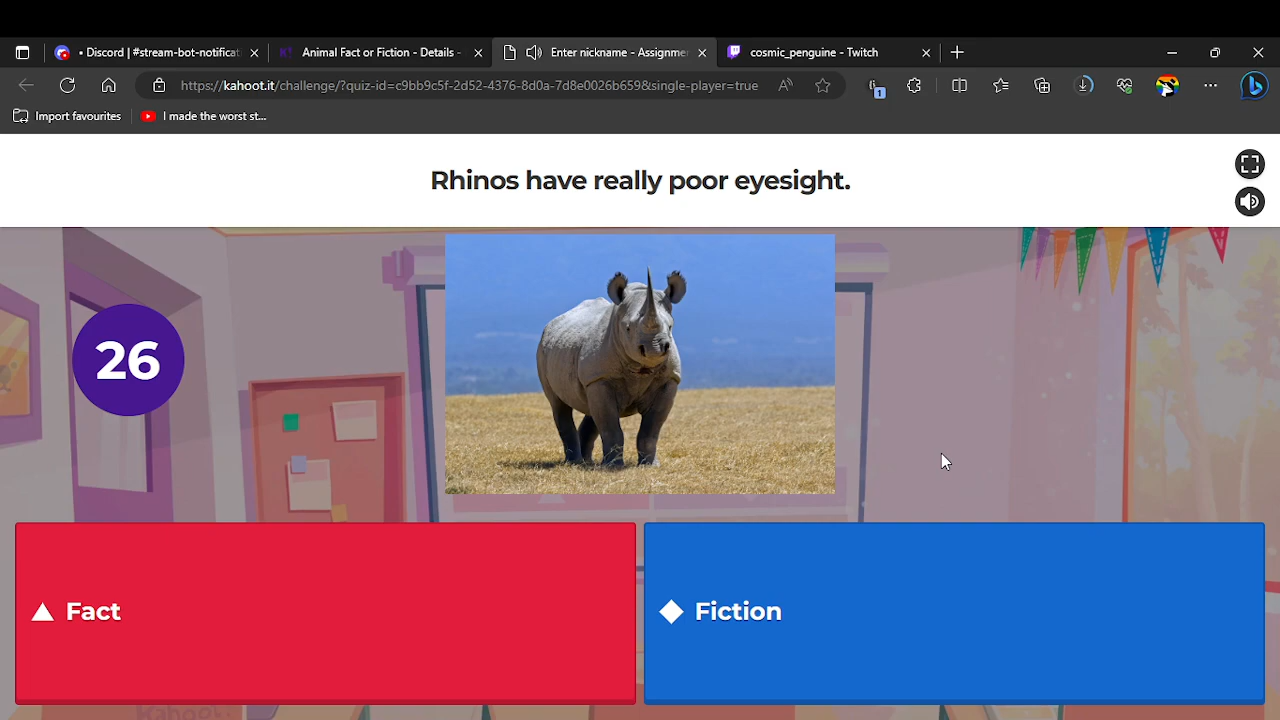 • Discord | #stream-bot-notificat
Animal Fact or Fiction - Details -
Enter nickname - Assignme
cosmic_penguine - Twitch
https://kahoot.it/challenge/?quiz-id=c9bb9c5f-2d52-4376-8d0a-7d8e0026b659&single-player=true
1
Import favourites
I made the worst st...
Rhinos have really poor eyesight.
26
Fact
Fiction
Kahoot